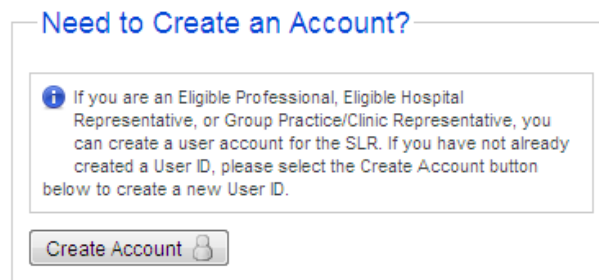 Need to Create an Account?
If you are an Eligible Professional, Eligible Hospital
Representative, or Group Practice/Clinic Representative, you
can create a user account for the SLR. If you have not already
created a User ID, please select the Create Account button
below to create a new User ID.
Create Account